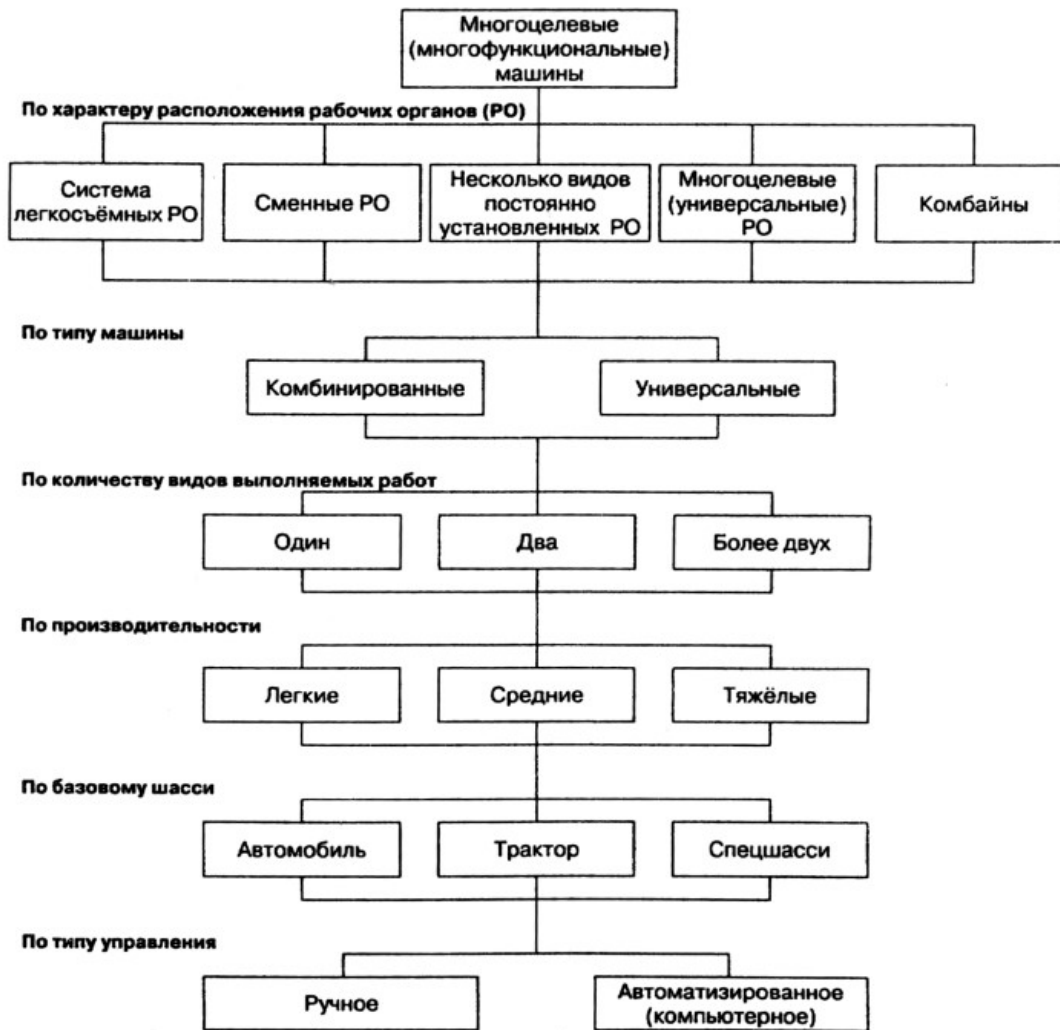 Многоцелевые
(многофункциональные)
машины
По характеру расположения рабочих органов (РО)
Система
легкосъёмных РО
Сменные РО
Несколько видов
постоянно
установленных РО
Многоцелевые
(универсальные)
РО
Комбайны
По типу машины
Комбинированные
Универсальные
По количеству видов выполняемых работ
Один
Два
Более двух
По производительности
Легкие
Средние
Тяжёлые
По базовому шасси
Автомобиль
Трактор
Спецшасси
По типу управления
Ручное
Автоматизированное
(компьютерное)